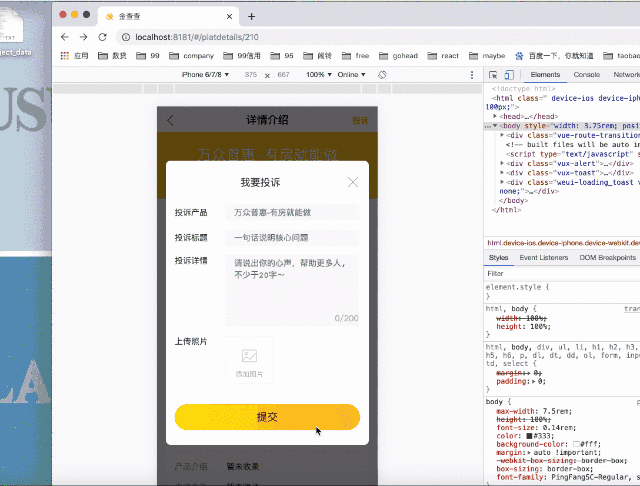 .TXT
ject_data
金查查
localhost:8181/#/piatdetails/210
应用
数贷
99
company
99信用
95
闹铃
free
gohead
react
movies
百度一下，你就知道
taobao
iPhone 6/7/8
375
667
100%
Online
Elements
Console
Network
详情介绍
投诉
万众普惠-有房就能做
我要投诉
投诉产品
万众普惠-有房就能做
投诉标题
一句话说明核心问题
投诉详情
请说出你的心声，帮助更多人，
不少于20字～
0/200
上传照片
添加图片
提交
产品介绍
暂未收录
<!doctype html>
<html class=" device-ios device-iph
100px;">
<head>…</head>
<body style="width: 3.75rem; posi
<div class="vue-route-transition
<!-- built files will be auto in
<script type="text/javascript" s
<div class="vux-alert">…</div>
<div class="vux-toast">…</div>
<div class="weui-loading_toast v
none;">…</div>
</body>
</html>
html.device-ios.device-iphone.device-webkit.de
Styles
Event Listeners
DOM Breakpoints
Filter
element.style {
}
html, body {
width: 100%;
height: 100%;
}
html, body, div, ul, li, h1, h2, h3,
h5, h6, p, dl, dt, dd, ol, form, inpu
td, select {
margin: 0;
padding: 0;
}
body {
max-width: 7.5rem;
height: 100%;
font-size: 0.14rem;
color: #333;
background-color: #fff;
margin: auto !important;
-webkit-box-sizing: border-box;
box-sizing: border-box;
font-family: PingFangSC-Regular, s